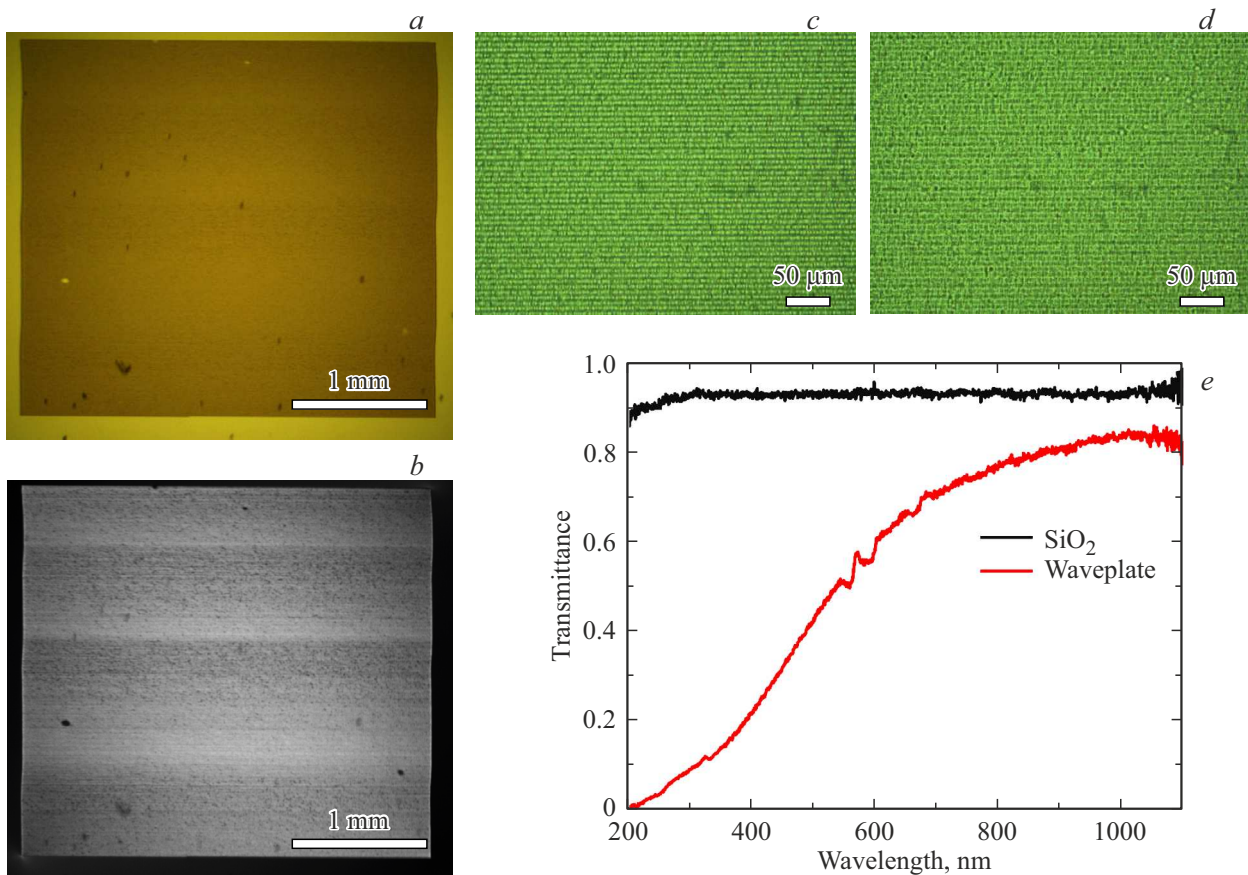 a
1 mm
b
1 mm
c
50 µm
d
50 µm
e
1.0
0.8
0.6
0.4
0.2
0
Transmittance
SiO₂
Waveplate
200 400 600 800 1000
Wavelength, nm